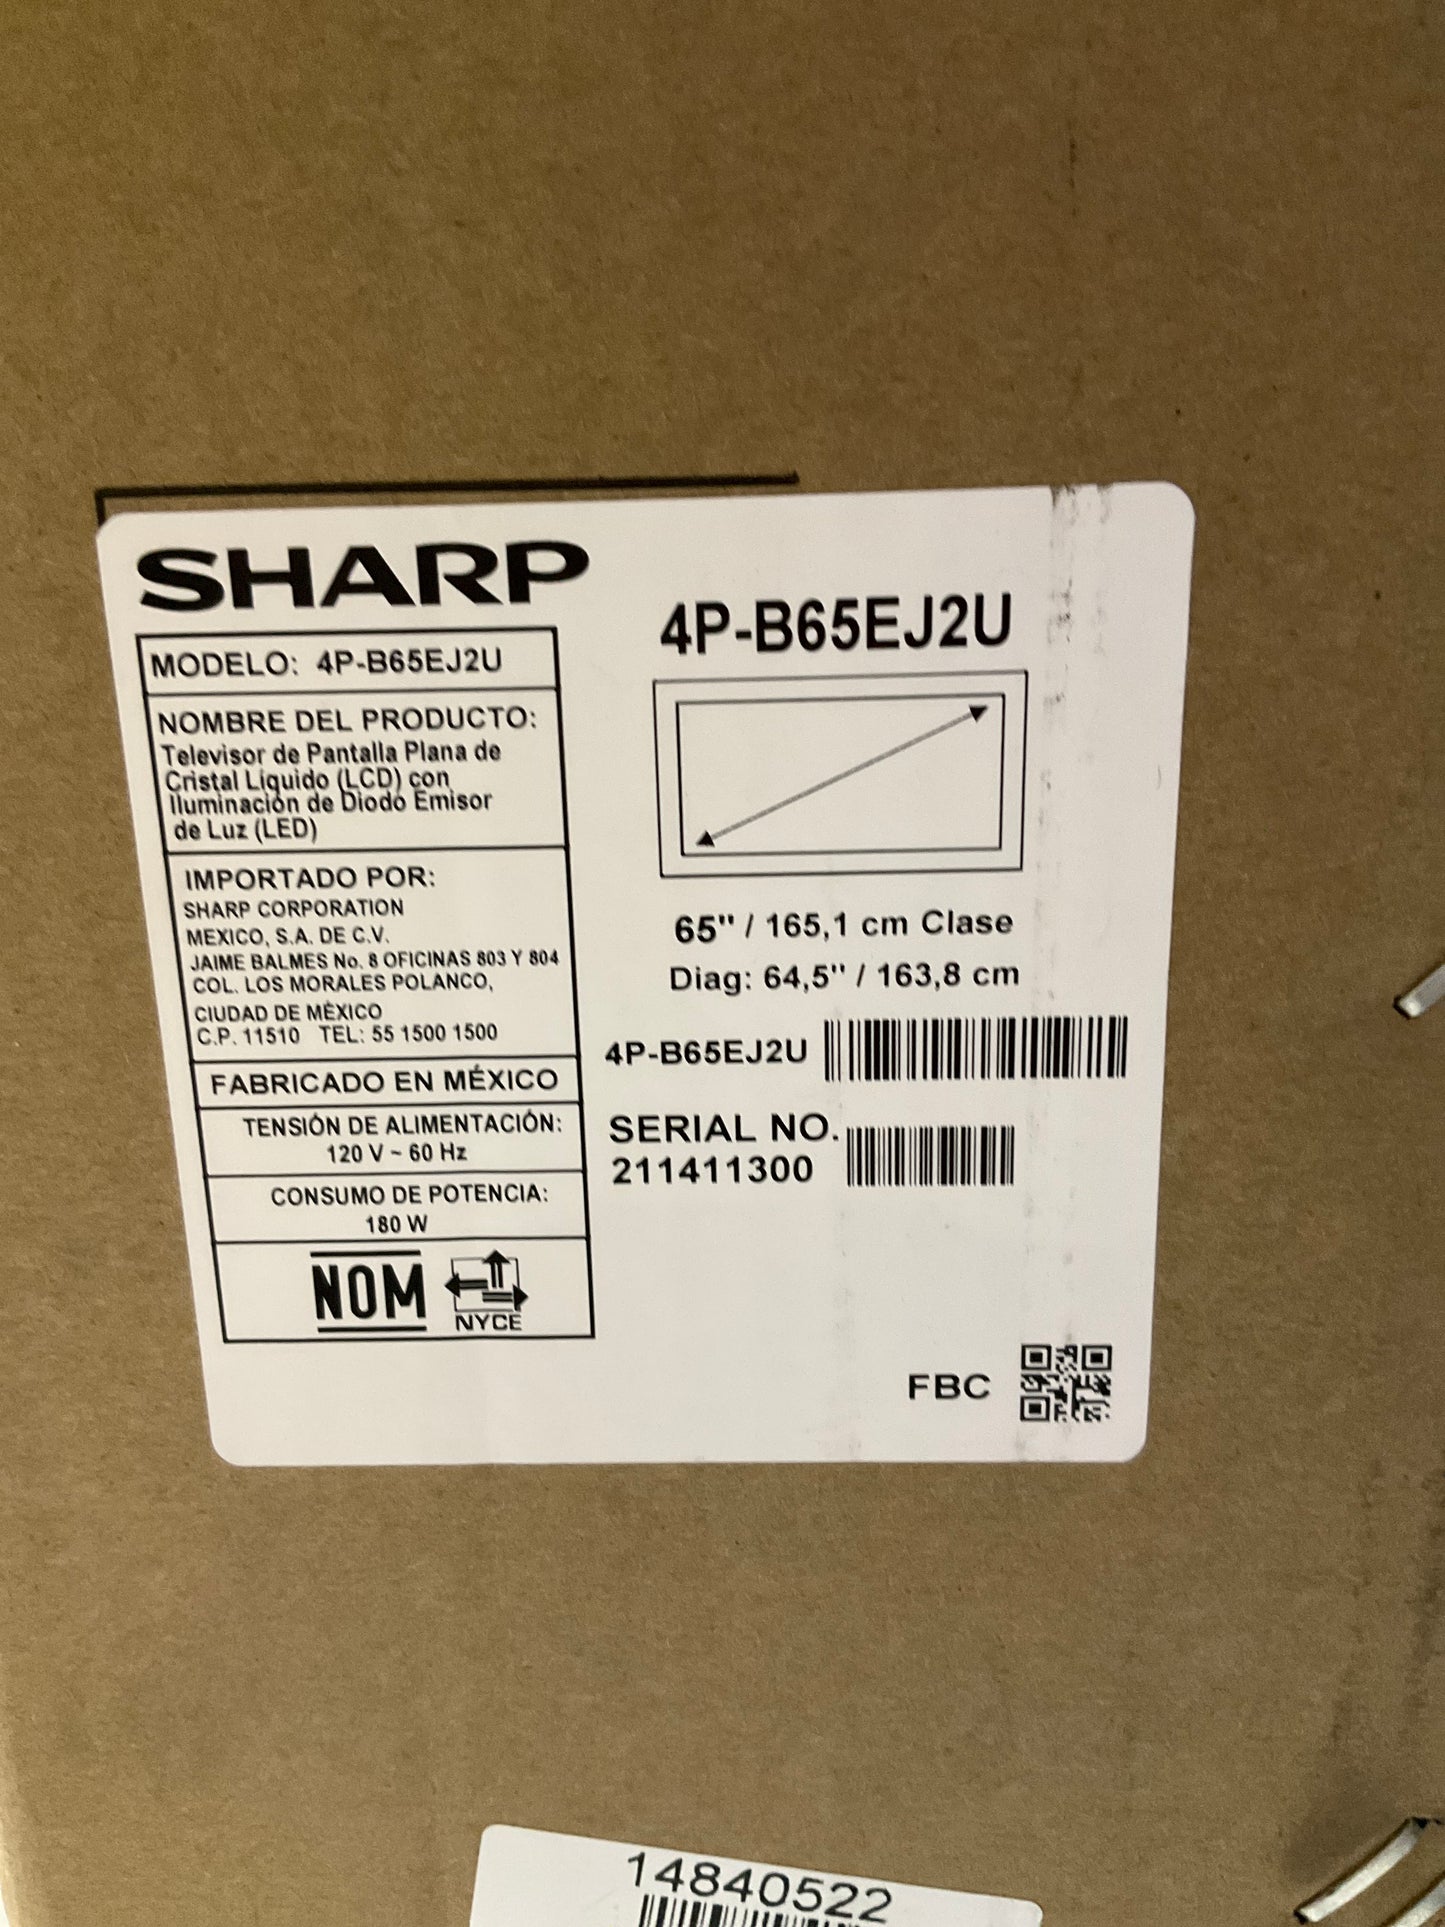 SHARP
MODELO: 4P-B65EJ2U
NOMBRE DEL PRODUCTO:
Televisor de Pantalla Plana de
Cristal Liquido (LCD) con
Iluminación de Diodo Emisor
de Luz (LED)
IMPORTADO POR:
SHARP CORPORATION
MEXICO, S.A. DE C.V.
JAIME BALMES No. 8 OFICINAS 803 Y 804
COL. LOS MORALES POLANCO,
CIUDAD DE MÉXICO
C.P. 11510 TEL: 55 1500 1500
FABRICADO EN MÉXICO
TENSIÓN DE ALIMENTACIÓN:
120 V ~ 60 Hz
CONSUMO DE POTENCIA:
180 W
NOM
NYCE
4P-B65EJ2U
65" / 165,1 cm Clase
Diag: 64,5" / 163,8 cm
4P-B65EJ2U
SERIAL NO.
211411300
FBC
14840522